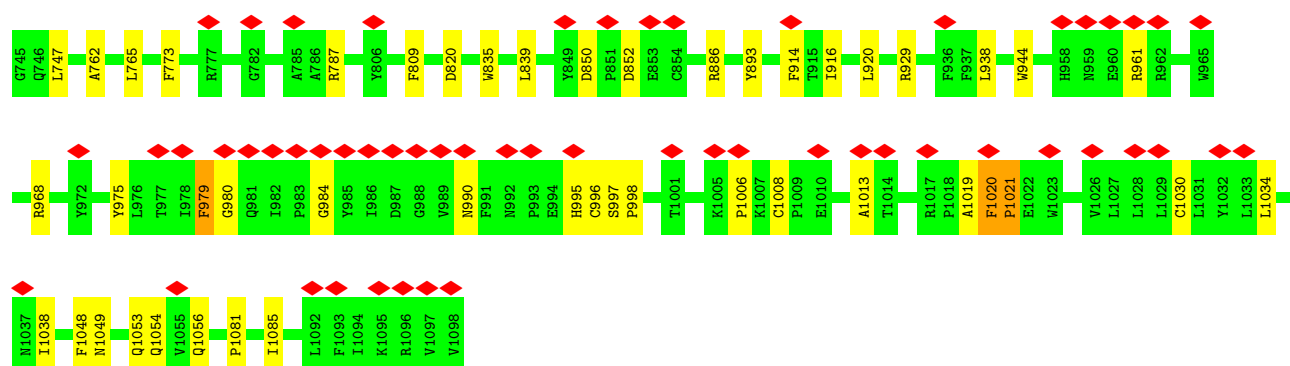 G745 Q746 L747 A762 L765 F773 R777 G782 A785 A786 R787 Y806 F809 D820 W835 L839 Y849 D850 P851 D852 E853 C854 R886 Y893 F914 T915 I916 L920 R929 F936 F937 L938 W944 H958 N959 E960 R961 R962 W965
R968 Y972 Y975 L976 T977 I978 F979 G980 Q981 I982 P983 G984 Y985 I986 D987 G988 V989 N990 F991 N992 P993 E994 H995 C996 S997 P998 T1001 K1005 P1006 K1007 C1008 P1009 E1010 A1013 T1014 R1017 P1018 A1019 F1020 P1021 E1022 W1023 V1026 L1027 L1028 L1029 C1030 L1031 Y1032 L1033 L1034
N1037 I1038 F1048 N1049 Q1053 Q1054 V1055 Q1056 P1081 I1085 L1092 F1093 I1094 K1095 R1096 V1097 V1098